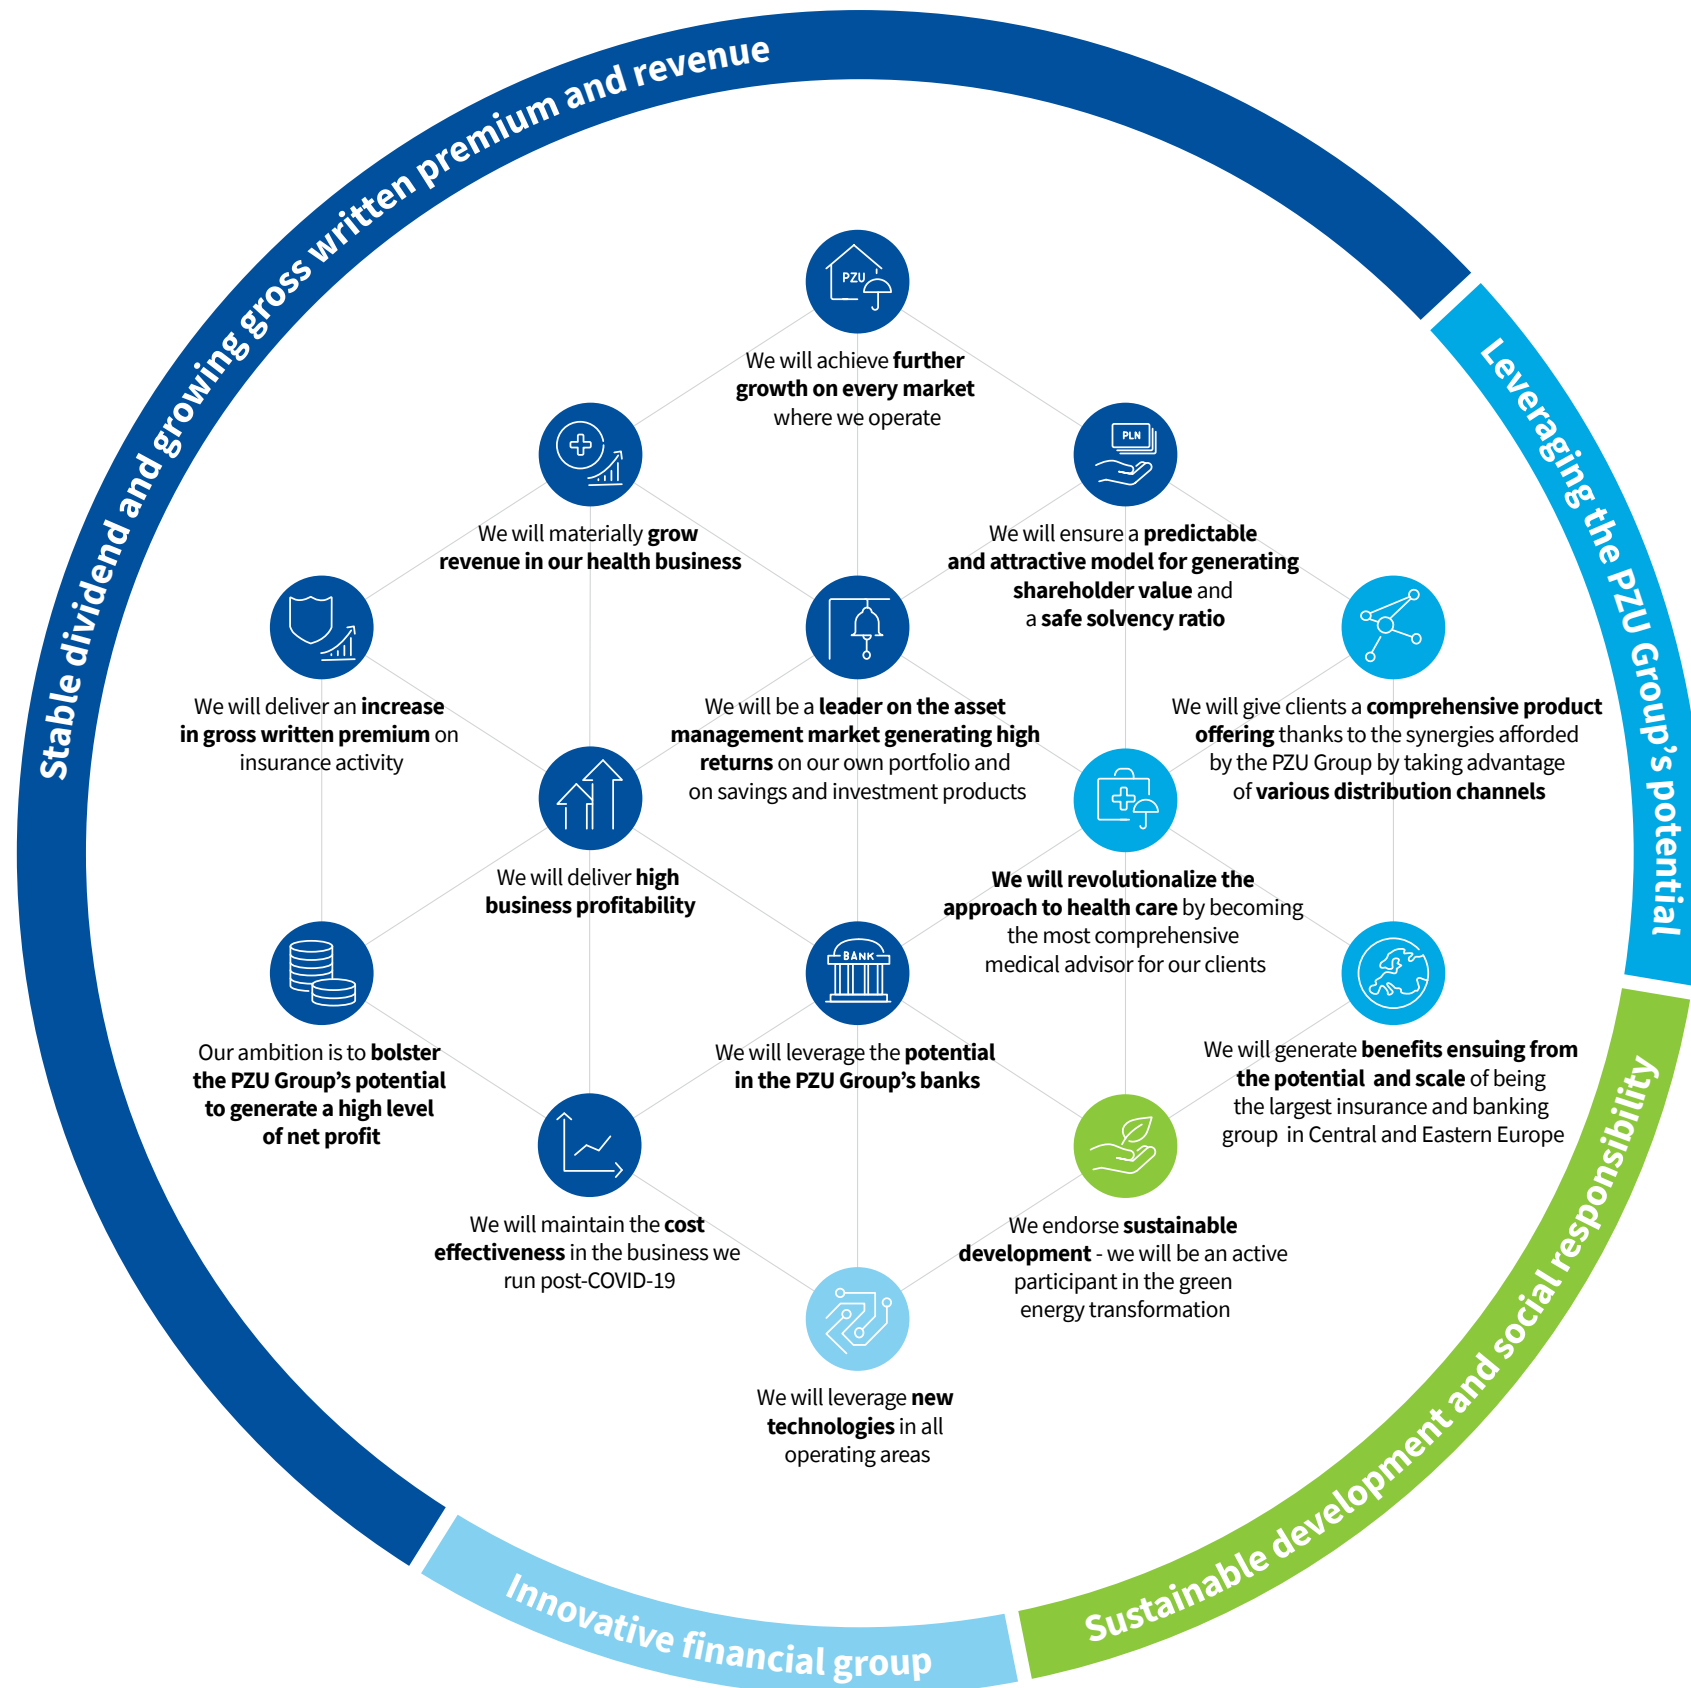 Stable dividend and growing gross written premium and revenue
Leveraging the PZU Group's potential
Sustainable development and social responsibility
Innovative financial group
PZU
We will achieve further
growth on every market
where we operate
We will materially grow
revenue in our health business
PLN
We will ensure a predictable
and attractive model for generating
shareholder value and
a safe solvency ratio
We will deliver an increase
in gross written premium on
insurance activity
We will be a leader on the asset
management market generating high
returns on our own portfolio and
on savings and investment products
We will give clients a comprehensive product
offering thanks to the synergies afforded
by the PZU Group by taking advantage
of various distribution channels
We will deliver high
business profitability
We will revolutionalize the
approach to health care by becoming
the most comprehensive
medical advisor for our clients
Our ambition is to bolster
the PZU Group's potential
to generate a high level
of net profit
BANK
We will leverage the potential
in the PZU Group's banks
We will generate benefits ensuing from
the potential and scale of being
the largest insurance and banking
group in Central and Eastern Europe
We will maintain the cost
effectiveness in the business we
run post-COVID-19
We endorse sustainable
development - we will be an active
participant in the green
energy transformation
We will leverage new
technologies in all
operating areas